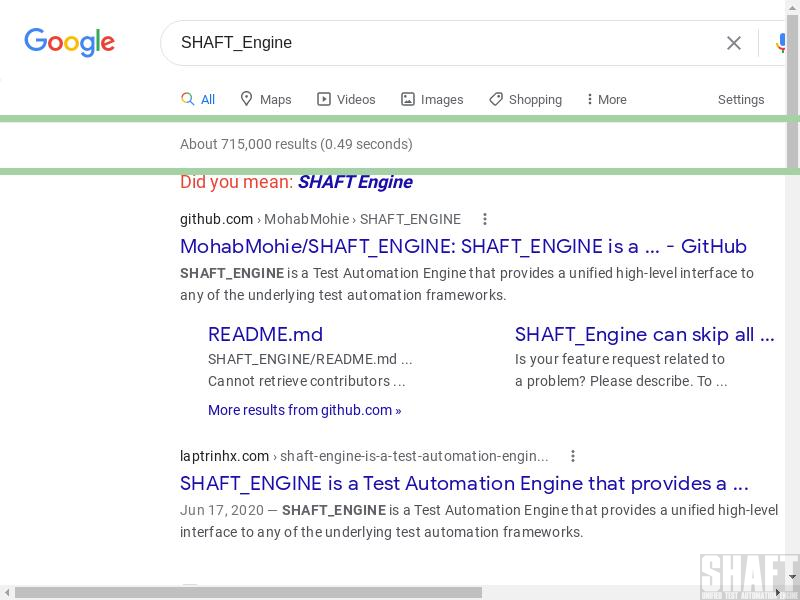 Google
SHAFT_Engine
All Maps Videos Images Shopping More Settings
About 715,000 results (0.49 seconds)
Did you mean: SHAFT Engine
github.com › MohabMohie › SHAFT_ENGINE
MohabMohie/SHAFT_ENGINE: SHAFT_ENGINE is a ... - GitHub
SHAFT_ENGINE is a Test Automation Engine that provides a unified high-level interface to
any of the underlying test automation frameworks.
README.md
SHAFT_ENGINE/README.md ...
Cannot retrieve contributors ...
SHAFT_Engine can skip all ...
Is your feature request related to
a problem? Please describe. To ...
More results from github.com »
laptrinhx.com › shaft-engine-is-a-test-automation-engin...
SHAFT_ENGINE is a Test Automation Engine that provides a ...
Jun 17, 2020 — SHAFT_ENGINE is a Test Automation Engine that provides a unified high-level
interface to any of the underlying test automation frameworks.
SHAFT